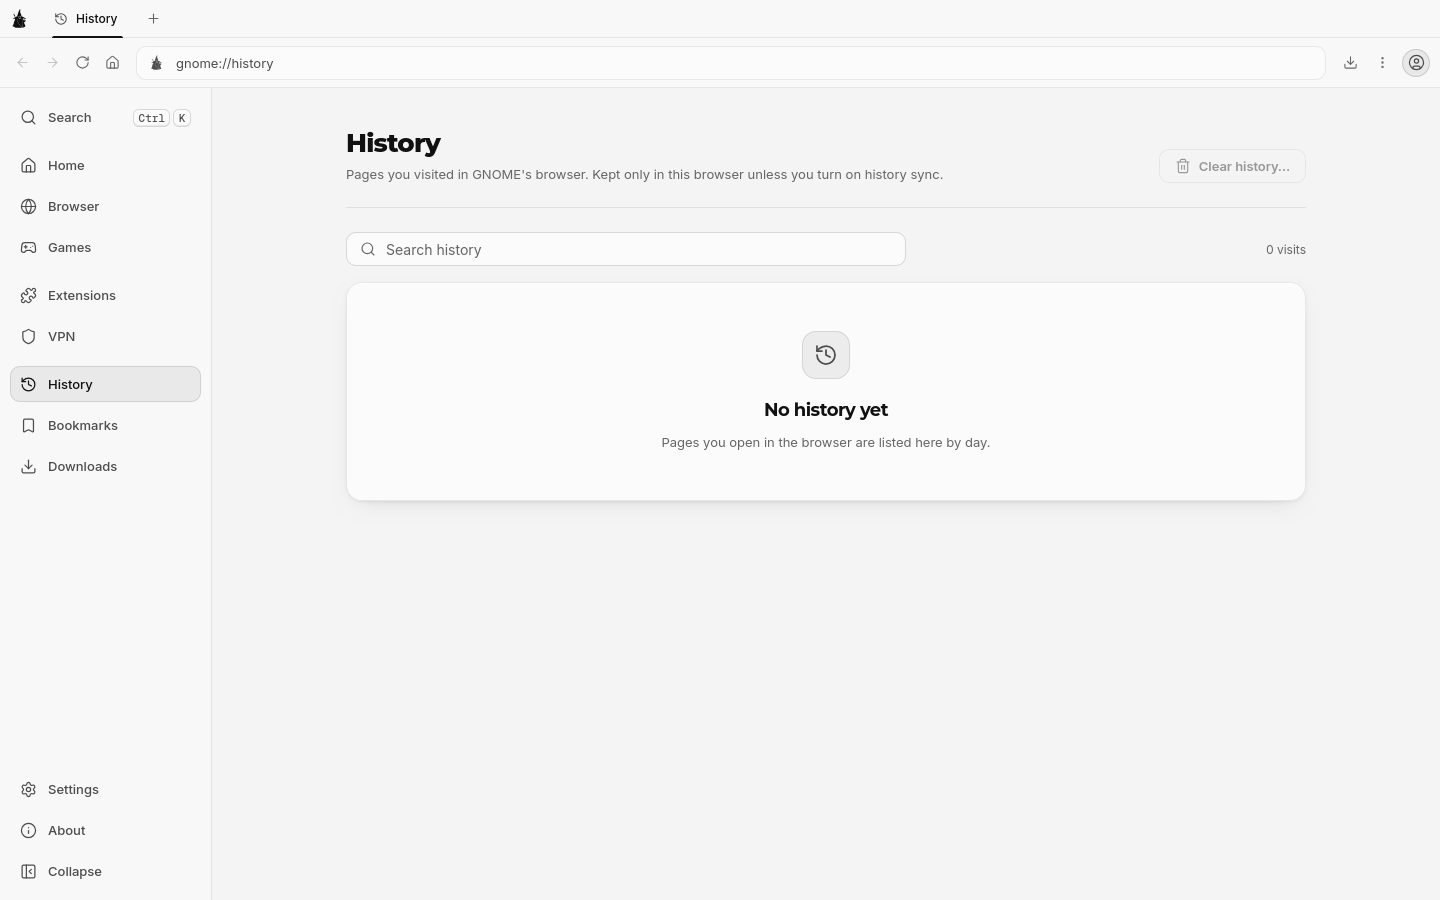 History
gnome://history
Search Ctrl K
Home
Browser
Games
Extensions
VPN
History
Bookmarks
Downloads
Settings
About
Collapse
History
Pages you visited in GNOME's browser. Kept only in this browser unless you turn on history sync.
Clear history...
Search history
0 visits
No history yet
Pages you open in the browser are listed here by day.